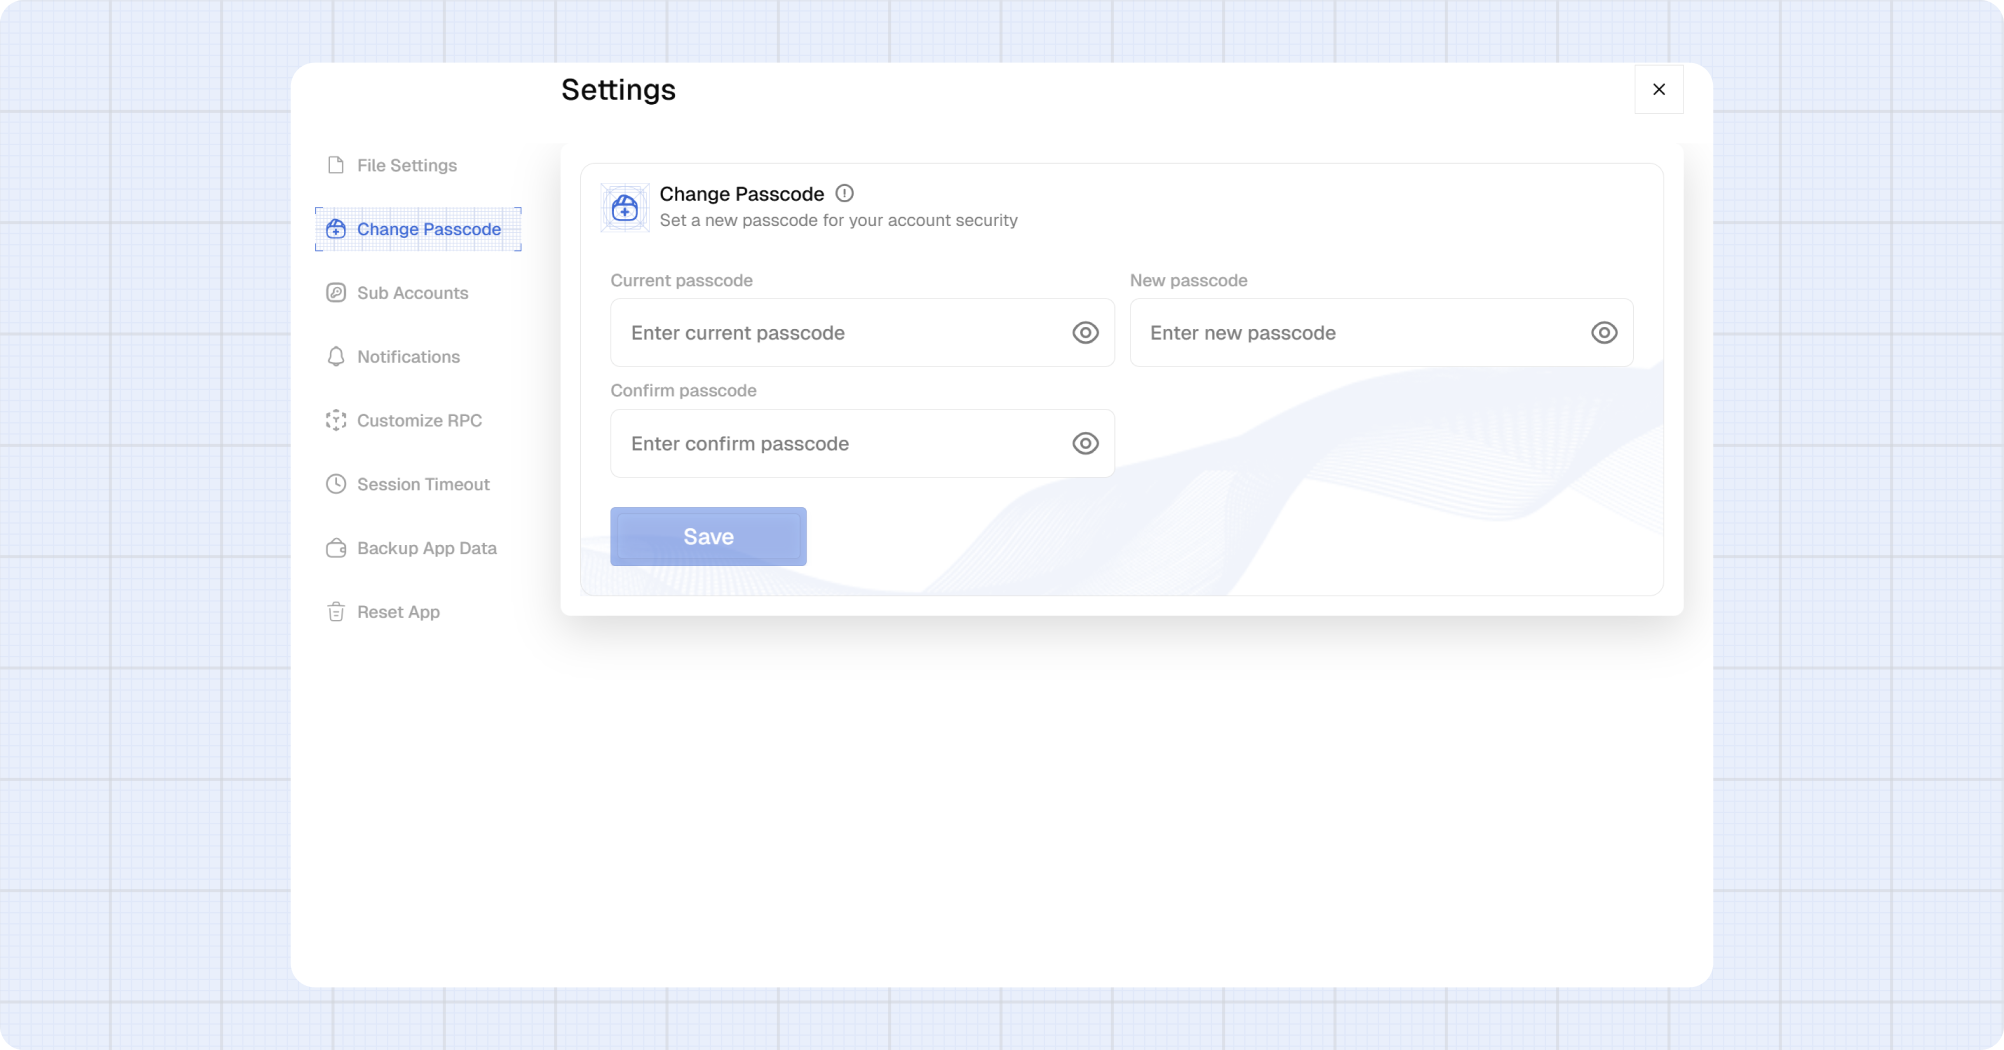 Settings
File Settings
Change Passcode
Sub Accounts
Notifications
Customize RPC
Session Timeout
Backup App Data
Reset App
Change Passcode
Set a new passcode for your account security
Current passcode
Enter current passcode
New passcode
Enter new passcode
Confirm passcode
Enter confirm passcode
Save